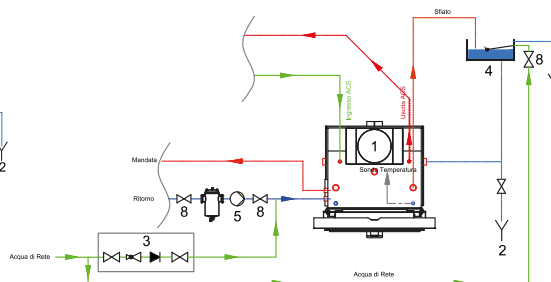 Sfiato
8
4
Ingresso ACS
Uscita ACS
1
2
Mandata
Sonda Temperatura
Ritorno
8
5
8
2
3
Acqua di Rete
Acqua di Rete